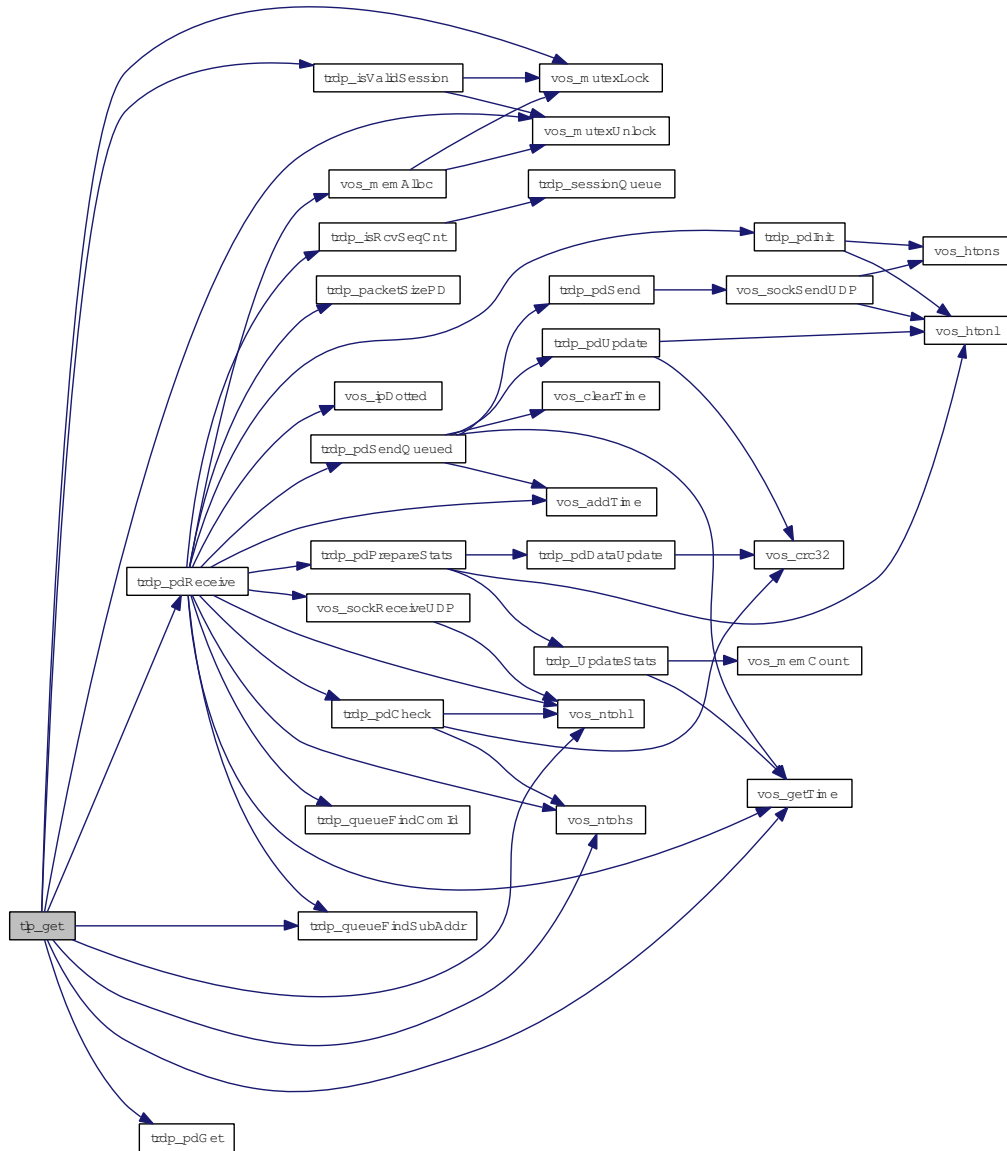 trdp_isValidSession
vos_mutexLock
vos_mutexUnlock
vos_memAlloc
trdp_sessionQueue
trdp_isRcvSeqCnt
trdp_pdInit
vos_htons
trdp_packetSizePD
trdp_pdSend
vos_sockSendUDP
vos_htonl
trdp_pdUpdate
vos_ipDotted
vos_clearTime
trdp_pdSendQueued
vos_addTime
trdp_pdPrepareStats
trdp_pdDataUpdate
vos_crc32
trdp_pdReceive
vos_sockReceiveUDP
trdp_UpdateStats
vos_memCount
trdp_pdCheck
vos_ntohl
vos_getTime
trdp_queueFindComId
vos_ntohs
tlp_get
trdp_queueFindSubAddr
trdp_pdGet